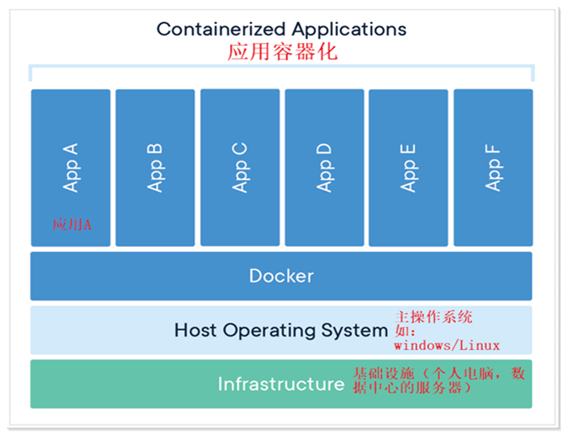 Containerized Applications
应用容器化
App A
App B
App C
App D
App E
App F
应用A
Docker
Host Operating System
主操作系统
如:
windows/Linux
Infrastructure
基础设施（个人电脑，数
据中心的服务器）